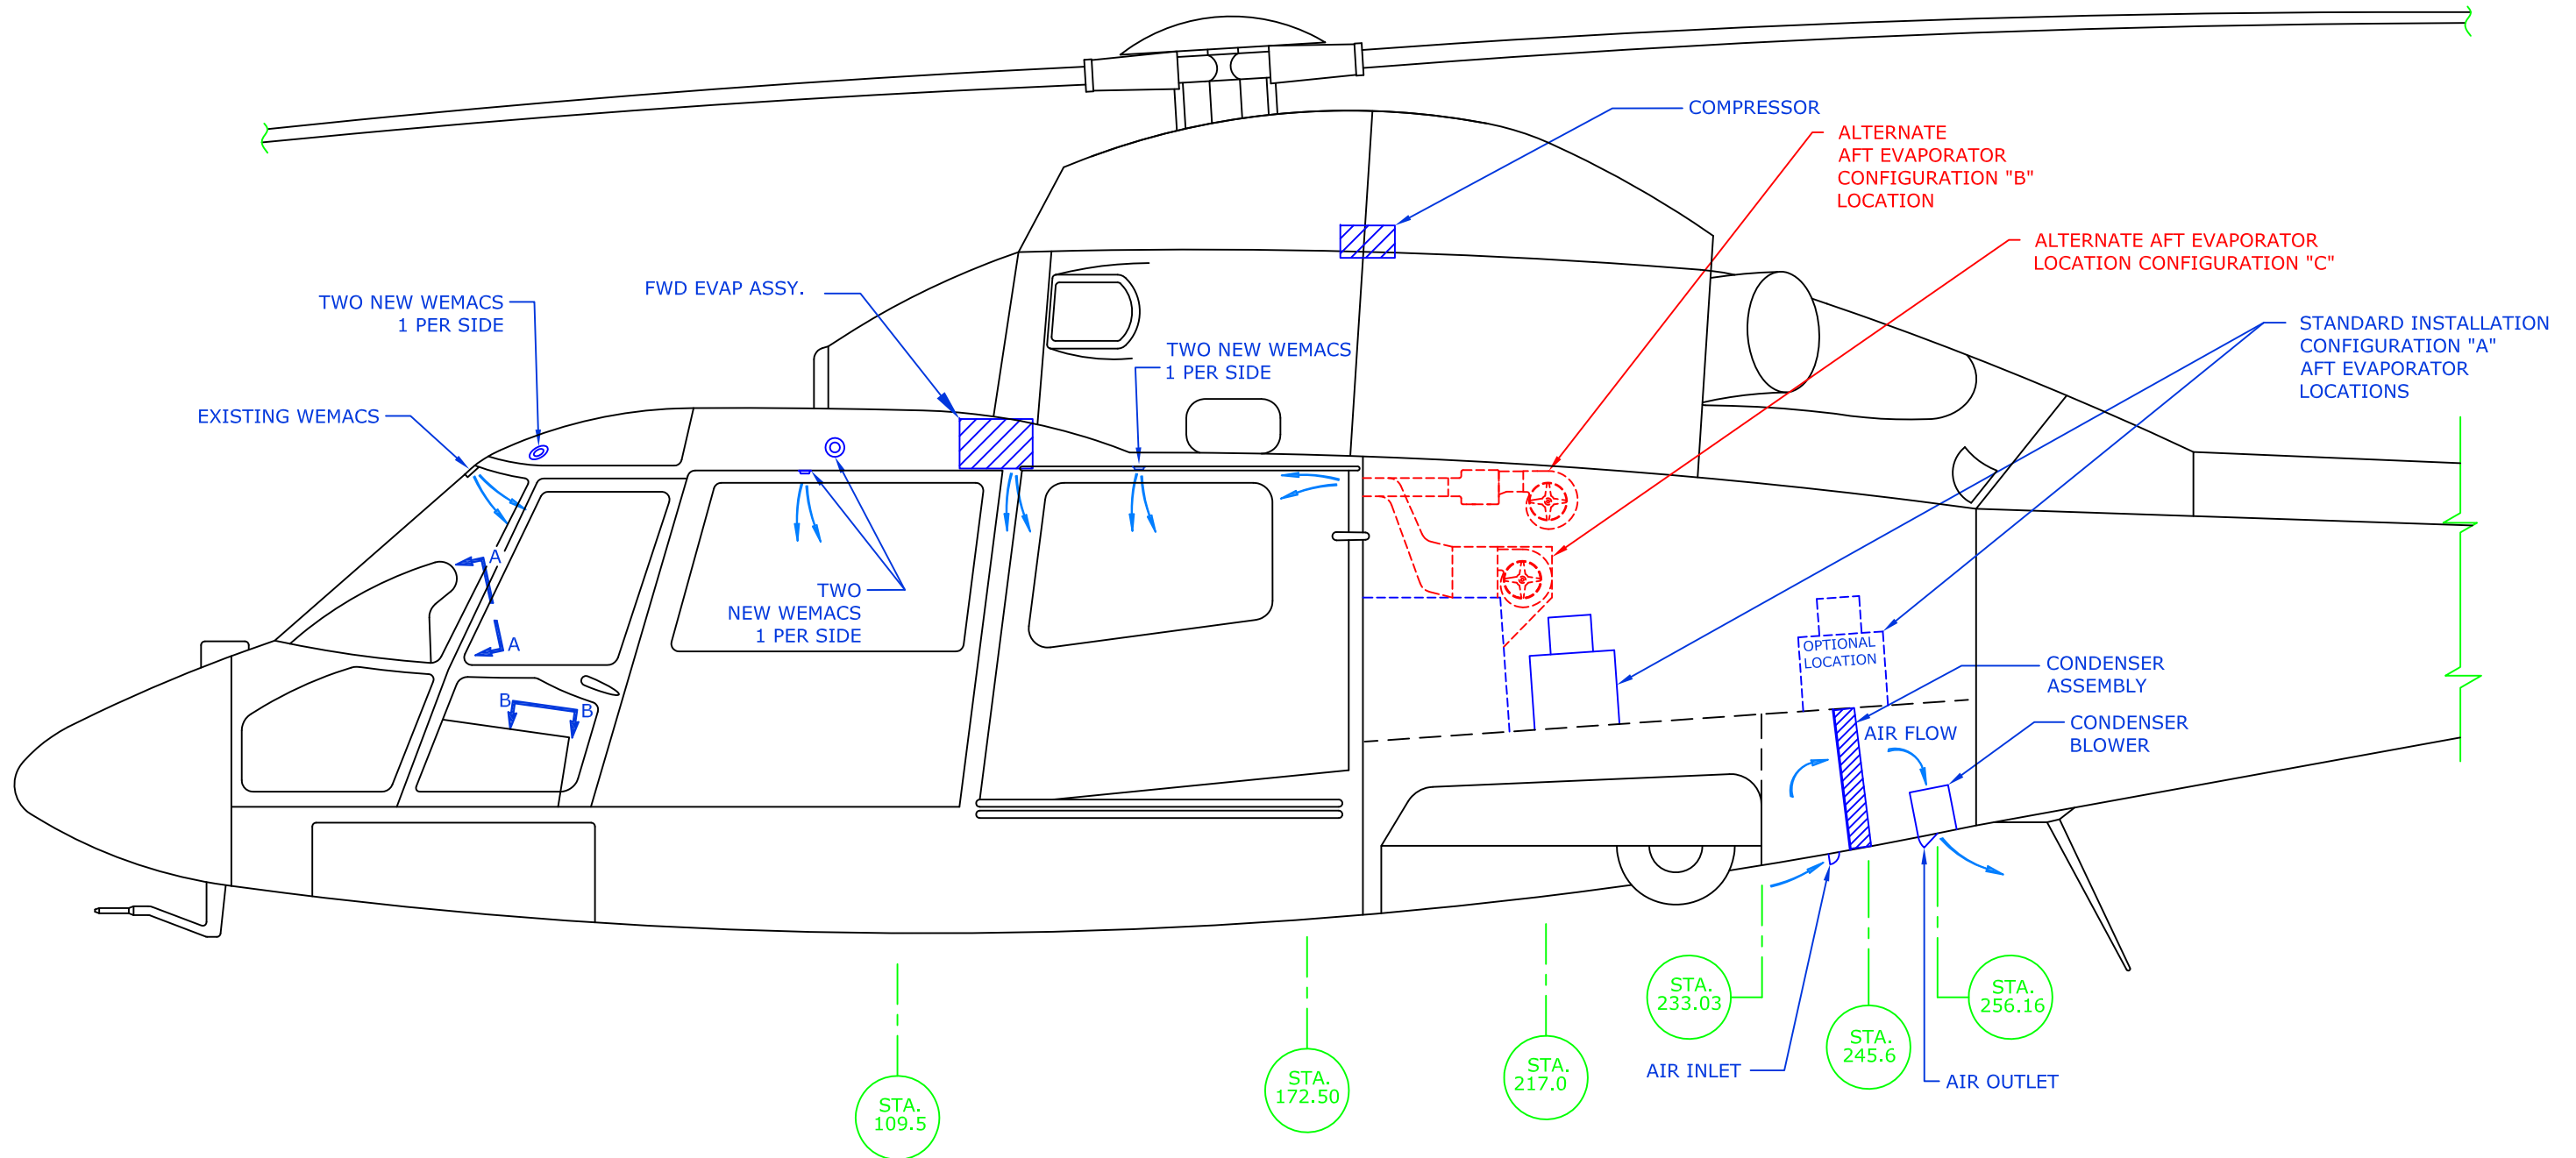 COMPRESSOR
ALTERNATE
AFT EVAPORATOR
CONFIGURATION "B"
LOCATION
ALTERNATE AFT EVAPORATOR
LOCATION CONFIGURATION "C"
FWD EVAP ASSY.
TWO NEW WEMACS
1 PER SIDE
STANDARD INSTALLATION
CONFIGURATION "A"
AFT EVAPORATOR
LOCATIONS
TWO NEW WEMACS
1 PER SIDE
EXISTING WEMACS
A
A
TWO
NEW WEMACS
1 PER SIDE
OPTIONAL
LOCATION
CONDENSER
ASSEMBLY
B
B
AIR FLOW
CONDENSER
BLOWER
STA.
233.03
STA.
256.16
STA.
245.6
AIR INLET
AIR OUTLET
STA.
217.0
STA.
172.50
STA.
109.5